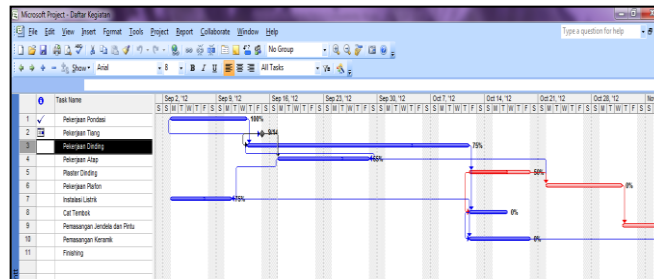 Microsoft Project - Daftar Kegiatan
File Edit View Insert Format Tools Project Report Collaborate Window Help
Type a question for help
No Group
Show Arial 8 B I U All Tasks
Task Name
Sep 2, '12 Sep 9, '12 Sep 16, '12 Sep 23, '12 Sep 30, '12 Oct 7, '12 Oct 14, '12 Oct 21, '12 Oct 28, '12 No
S S M T W T F S S M T W T F S S M T W T F S S M T W T F S S M T W T F S S M T W T F S S M T W T F S S M T W T F S S M T W T F S S
1 Pekerjaan Pondasi 100%
2 Pekerjaan Tiang 9/14
3 Pekerjaan Dinding 75%
4 Pekerjaan Atap
5 Plaster Dinding 50%
6 Pekerjaan Plafon 0%
7 Instalasi Listrik 75%
8 Cat Tembok 0%
9 Pemasangan Jendela dan Pintu
10 Pemasangan Keramik 0%
11 Finishing